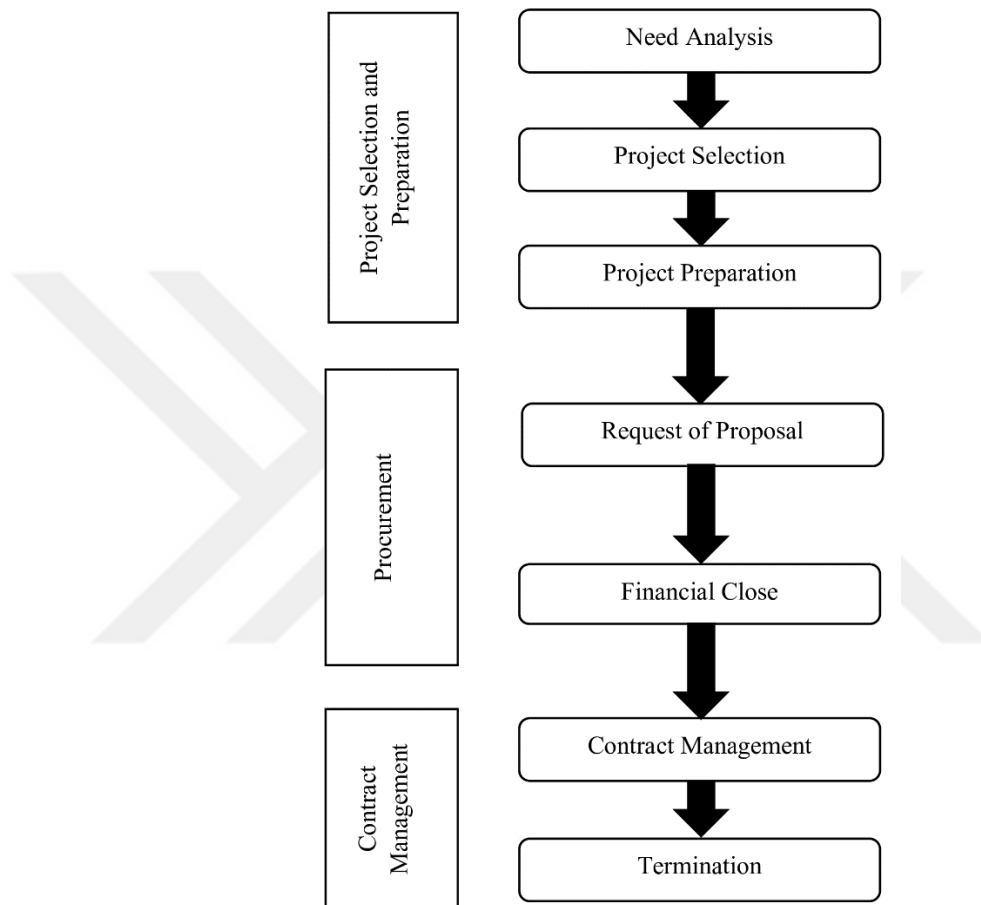 Project Selection and
Preparation
Need Analysis
Project Selection
Project Preparation
Procurement
Request of Proposal
Financial Close
Contract
Management
Contract Management
Termination